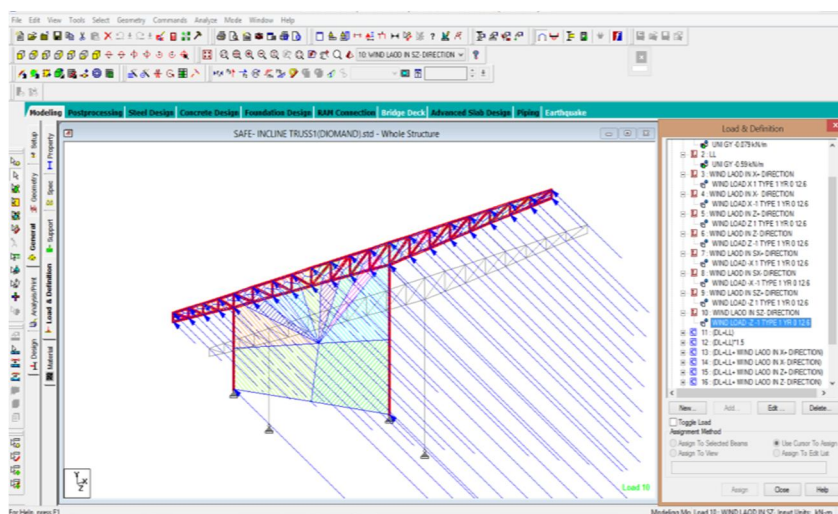 File Edit View Tools Select Geometry Commands Analyze Mode Window Help
10: WIND LAOD IN SZ- DIRECTION
Modeling Postprocessing Steel Design Concrete Design Foundation Design RAM Connection Bridge Deck Advanced Slab Design Piping Earthquake
SAFE- INCLINE TRUSS1(DIOMAND).std - Whole Structure
Setup
Geometry
General
Analysis/Print
Design
Property
Spec
Support
Load & Definition
Material
Y
X
Z
Load 10
Load & Definition
UNI GY -0.079 kN/m
2 : LL
UNI GY -0.59 kN/m
3 : WIND LAOD IN X+ DIRECTION
WIND LOAD X 1 TYPE 1 YR 0 12.6
4 : WIND LAOD IN X- DIRECTION
WIND LOAD X -1 TYPE 1 YR 0 12.6
5 : WIND LAOD IN Z+ DIRECTION
WIND LOAD Z 1 TYPE 1 YR 0 12.6
6 : WIND LAOD IN Z- DIRECTION
WIND LOAD Z -1 TYPE 1 YR 0 12.6
7 : WIND LAOD IN SX+ DIRECTION
WIND LOAD -X 1 TYPE 1 YR 0 12.6
8 : WIND LAOD IN SX- DIRECTION
WIND LOAD -X -1 TYPE 1 YR 0 12.6
9 : WIND LAOD IN SZ+ DIRECTION
WIND LOAD -Z 1 TYPE 1 YR 0 12.6
10 : WIND LAOD IN SZ- DIRECTION
WIND LOAD -Z -1 TYPE 1 YR 0 12.6
11 : (DL+LL)
12 : (DL+LL)*1.5
13 : (DL+LL+ WIND LAOD IN X+ DIRECTION)
14 : (DL+LL+ WIND LAOD IN X- DIRECTION)
15 : (DL+LL+ WIND LAOD IN Z+ DIRECTION)
16 : (DL+LL+ WIND LAOD IN Z- DIRECTION)
New... Add... Edit ... Delete...
Toggle Load
Assignment Method
Assign To Selected Beams Use Cursor To Assign
Assign To View Assign To Edit List
Assign Close Help
For Help, press F1
Load 10 : WIND LAOD IN SZ- Input Units: kN-m